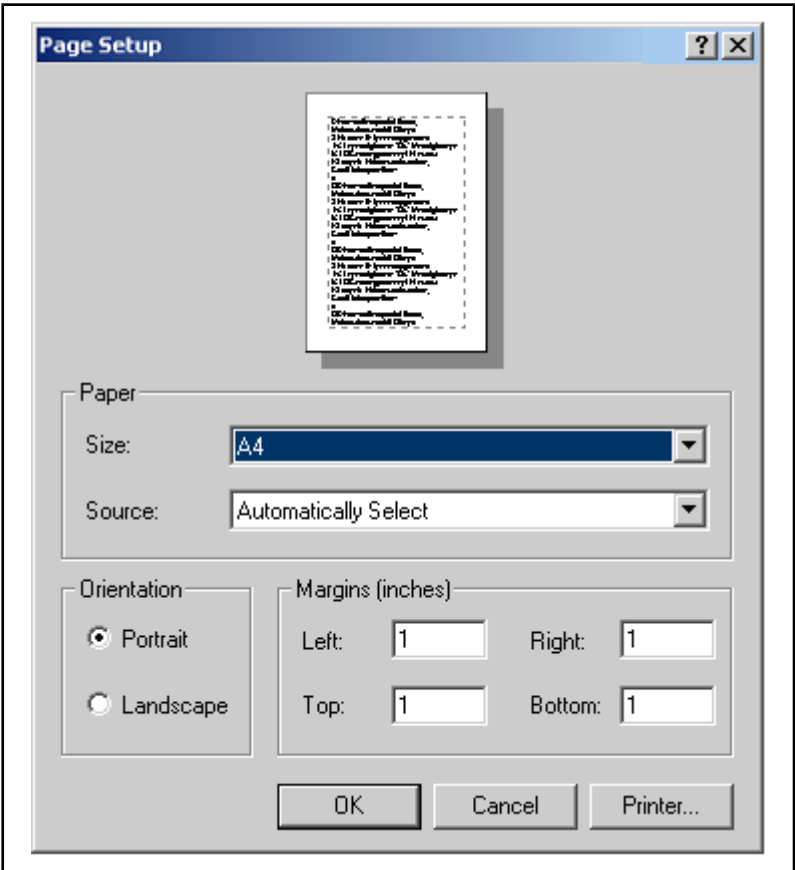 Page Setup
Paper
Size: A4
Source: Automatically Select
Orientation
Portrait
Landscape
Margins (inches)
Left: 1 Right: 1
Top: 1 Bottom: 1
OK Cancel Printer...